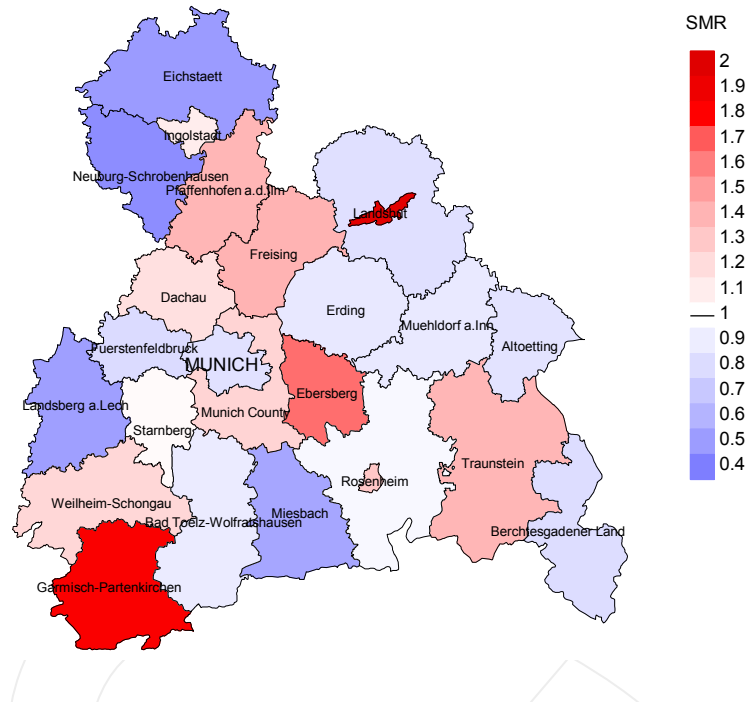 SMR
Eichstaett
2
1.9
1.8
Ingolstadt
1.7
Neuburg-Schrobenhausen
1.6
Pfaffenhofen a.d.Ilm
1.5
Landshut
1.4
Freising
1.3
1.2
Dachau
1.1
Erding
1
Muehldorf a.Inn
0.9
Altoetting
Fuerstenfeldbruck
0.8
MUNICH
0.7
Ebersberg
Landsberg a.Lech
Munich County
0.6
Starnberg
0.5
Traunstein
0.4
Rosenheim
Weilheim-Schongau
Miesbach
Bad Toelz-Wolfratshausen
Berchtesgadener Land
Garmisch-Partenkirchen